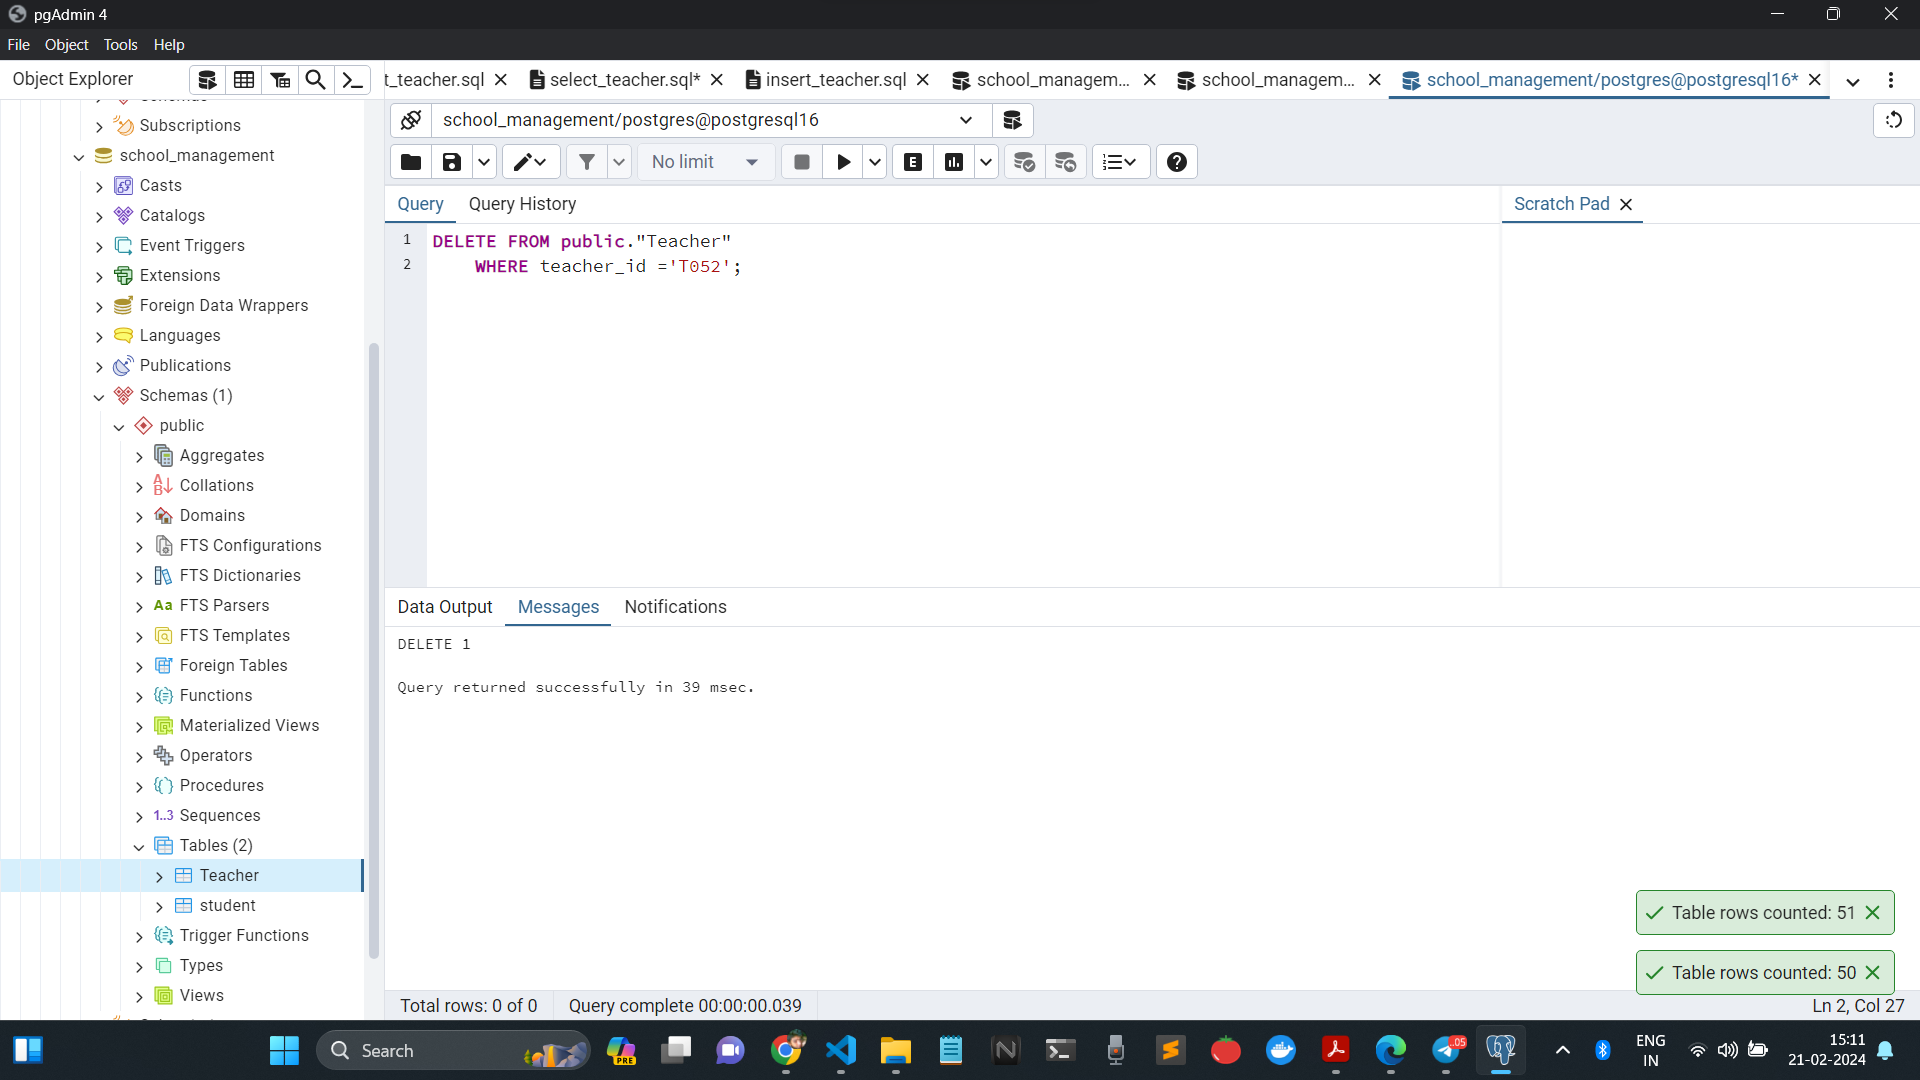 pgAdmin 4
File Object Tools Help
Object Explorer
t_teacher.sql
select_teacher.sql*
insert_teacher.sql
school_managem...
school_managem...
school_management/postgres@postgresql16*
school_management/postgres@postgresql16
No limit
E
Query Query History
Scratch Pad
1 DELETE FROM public."Teacher"
2 WHERE teacher_id ='T052';
Subscriptions
school_management
Casts
Catalogs
Event Triggers
Extensions
Foreign Data Wrappers
Languages
Publications
Schemas (1)
public
Aggregates
Collations
Domains
FTS Configurations
FTS Dictionaries
Aa FTS Parsers
FTS Templates
Foreign Tables
Functions
Materialized Views
Operators
Procedures
1..3 Sequences
Tables (2)
Teacher
student
Trigger Functions
Types
Views
Data Output Messages Notifications
DELETE 1
Query returned successfully in 39 msec.
Table rows counted: 51
Table rows counted: 50
Total rows: 0 of 0 Query complete 00:00:00.039 Ln 2, Col 27
Search
PRE
.05
ENG
IN
15:11
21-02-2024